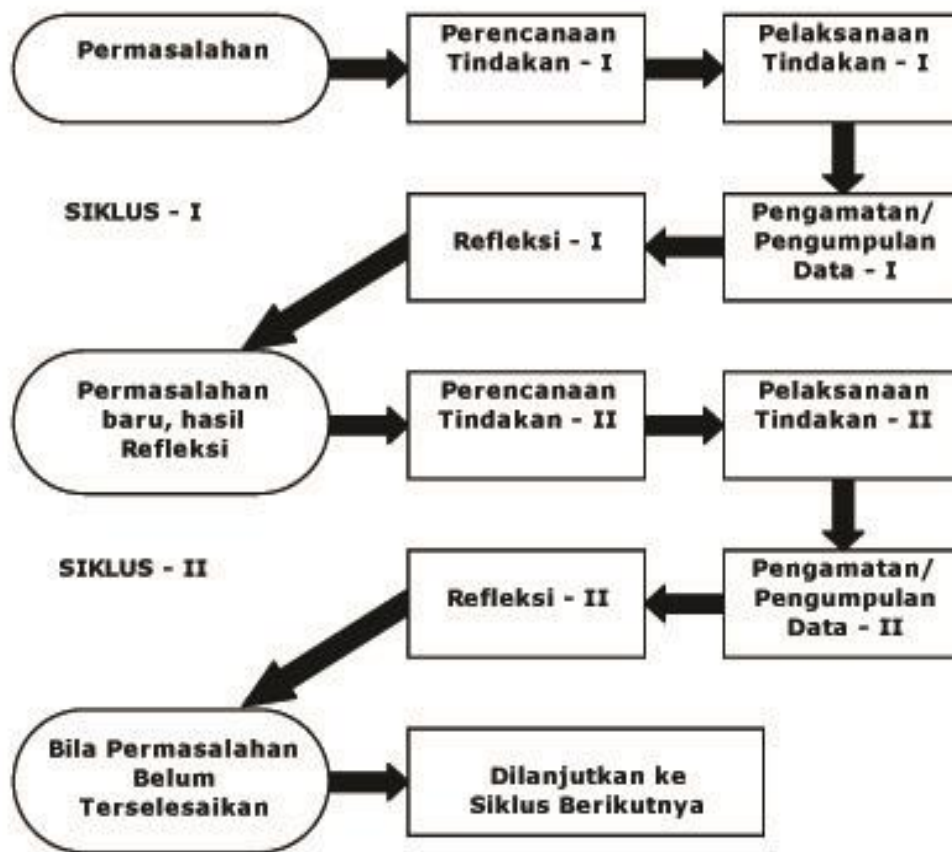 Permasalahan
Perencanaan
Tindakan - I
Pelaksanaan
Tindakan - I
SIKLUS - I
Refleksi - I
Pengamatan/
Pengumpulan
Data - I
Permasalahan
baru, hasil
Refleksi
Perencanaan
Tindakan - II
Pelaksanaan
Tindakan - II
SIKLUS - II
Refleksi - II
Pengamatan/
Pengumpulan
Data - II
Bila Permasalahan
Belum
Terselesaikan
Dilanjutkan ke
Siklus Berikutnya